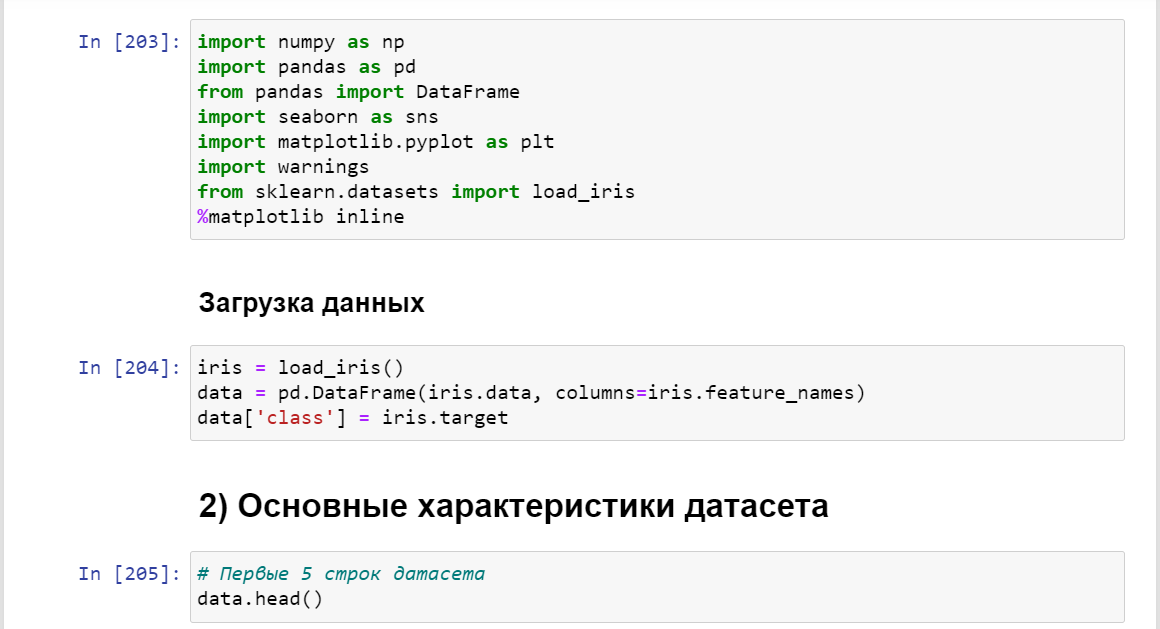 In [203]: import numpy as np
import pandas as pd
from pandas import DataFrame
import seaborn as sns
import matplotlib.pyplot as plt
import warnings
from sklearn.datasets import load_iris
%matplotlib inline
Загрузка данных
In [204]: iris = load_iris()
data = pd.DataFrame(iris.data, columns=iris.feature_names)
data['class'] = iris.target
2) Основные характеристики датасета
In [205]: # Первые 5 строк датасета
data.head()